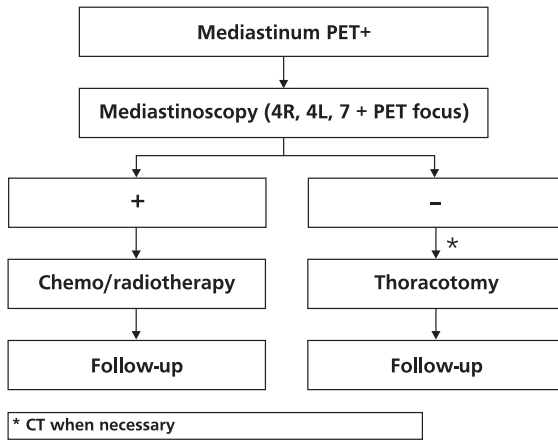 Mediastinum PET+
Mediastinoscopy (4R, 4L, 7 + PET focus)
+
–
*
Chemo/radiotherapy
Thoracotomy
Follow-up
Follow-up
* CT when necessary